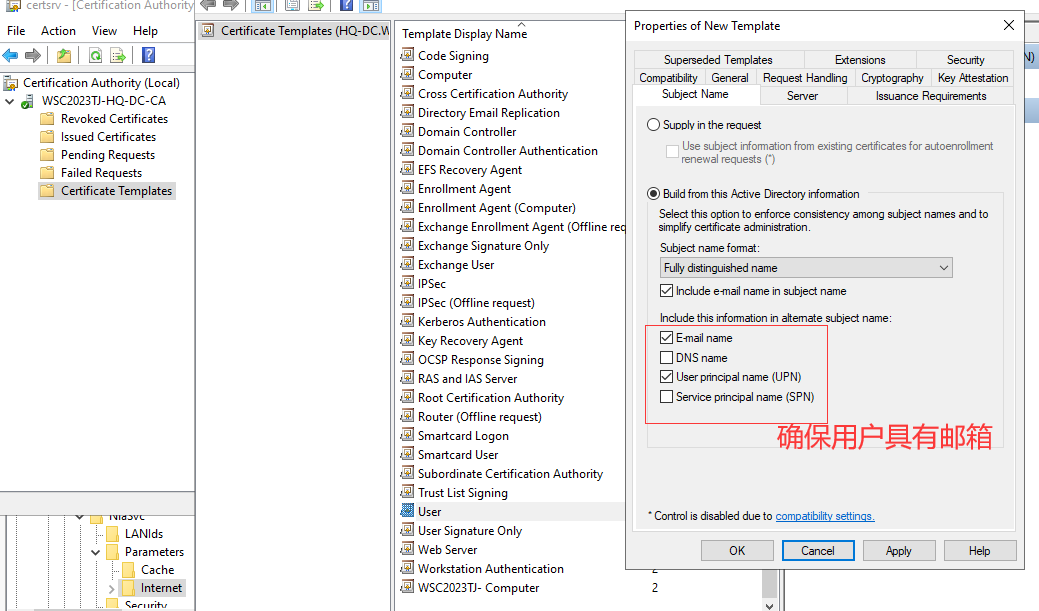 certsrv - [Certification Authority
File Action View Help
Certification Authority (Local)
WSC2023TJ-HQ-DC-CA
Revoked Certificates
Issued Certificates
Pending Requests
Failed Requests
Certificate Templates
NlaSvc
LANIds
Parameters
Cache
Internet
Security
Certificate Templates (HQ-DC.W
Template Display Name
Code Signing
Computer
Cross Certification Authority
Directory Email Replication
Domain Controller
Domain Controller Authentication
EFS Recovery Agent
Enrollment Agent
Enrollment Agent (Computer)
Exchange Enrollment Agent (Offline req
Exchange Signature Only
Exchange User
IPSec
IPSec (Offline request)
Kerberos Authentication
Key Recovery Agent
OCSP Response Signing
RAS and IAS Server
Root Certification Authority
Router (Offline request)
Smartcard Logon
Smartcard User
Subordinate Certification Authority
Trust List Signing
User
User Signature Only
Web Server
Workstation Authentication 2
WSC2023TJ- Computer 2
Properties of New Template
Superseded Templates Extensions Security
Compatibility General Request Handling Cryptography Key Attestation
Subject Name Server Issuance Requirements
Supply in the request
Use subject information from existing certificates for autoenrollment
renewal requests (*)
Build from this Active Directory information
Select this option to enforce consistency among subject names and to
simplify certificate administration.
Subject name format:
Fully distinguished name
Include e-mail name in subject name
Include this information in alternate subject name:
E-mail name
DNS name
User principal name (UPN)
Service principal name (SPN)
确保用户具有邮箱
* Control is disabled due to compatibility settings.
OK Cancel Apply Help
N)